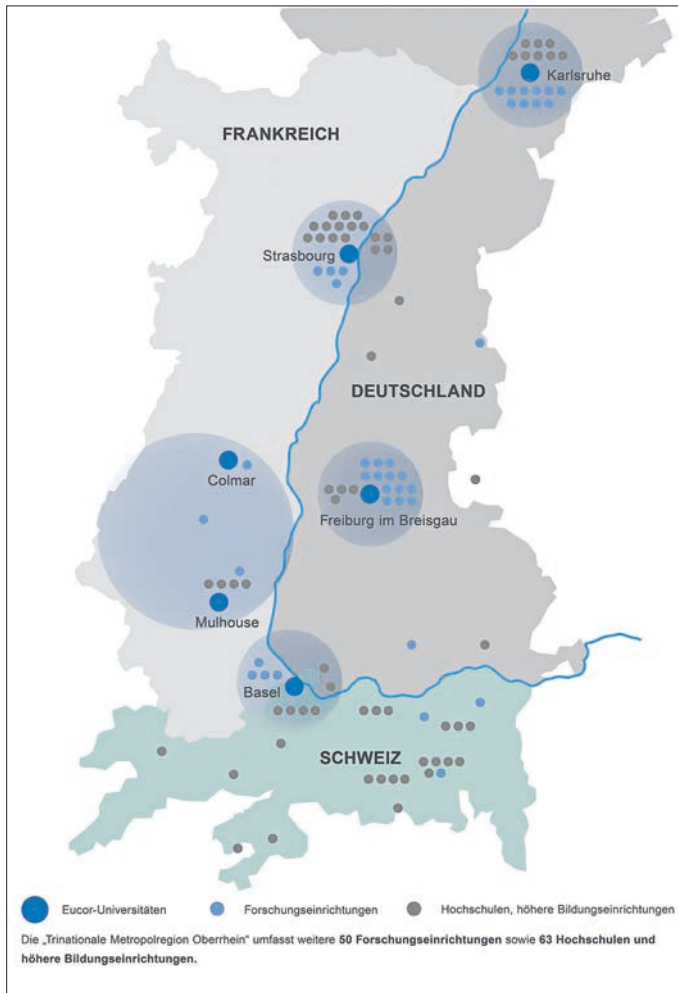 Karlsruhe
FRANKREICH
Strasbourg
DEUTSCHLAND
Colmar
Freiburg im Breisgau
Mulhouse
Basel
SCHWEIZ
Eucor-Universitäten
Forschungseinrichtungen
Hochschulen, höhere Bildungseinrichtungen
Die „Trinationale Metropolregion Oberrhein" umfasst weitere 50 Forschungseinrichtungen sowie 63 Hochschulen und
höhere Bildungseinrichtungen.